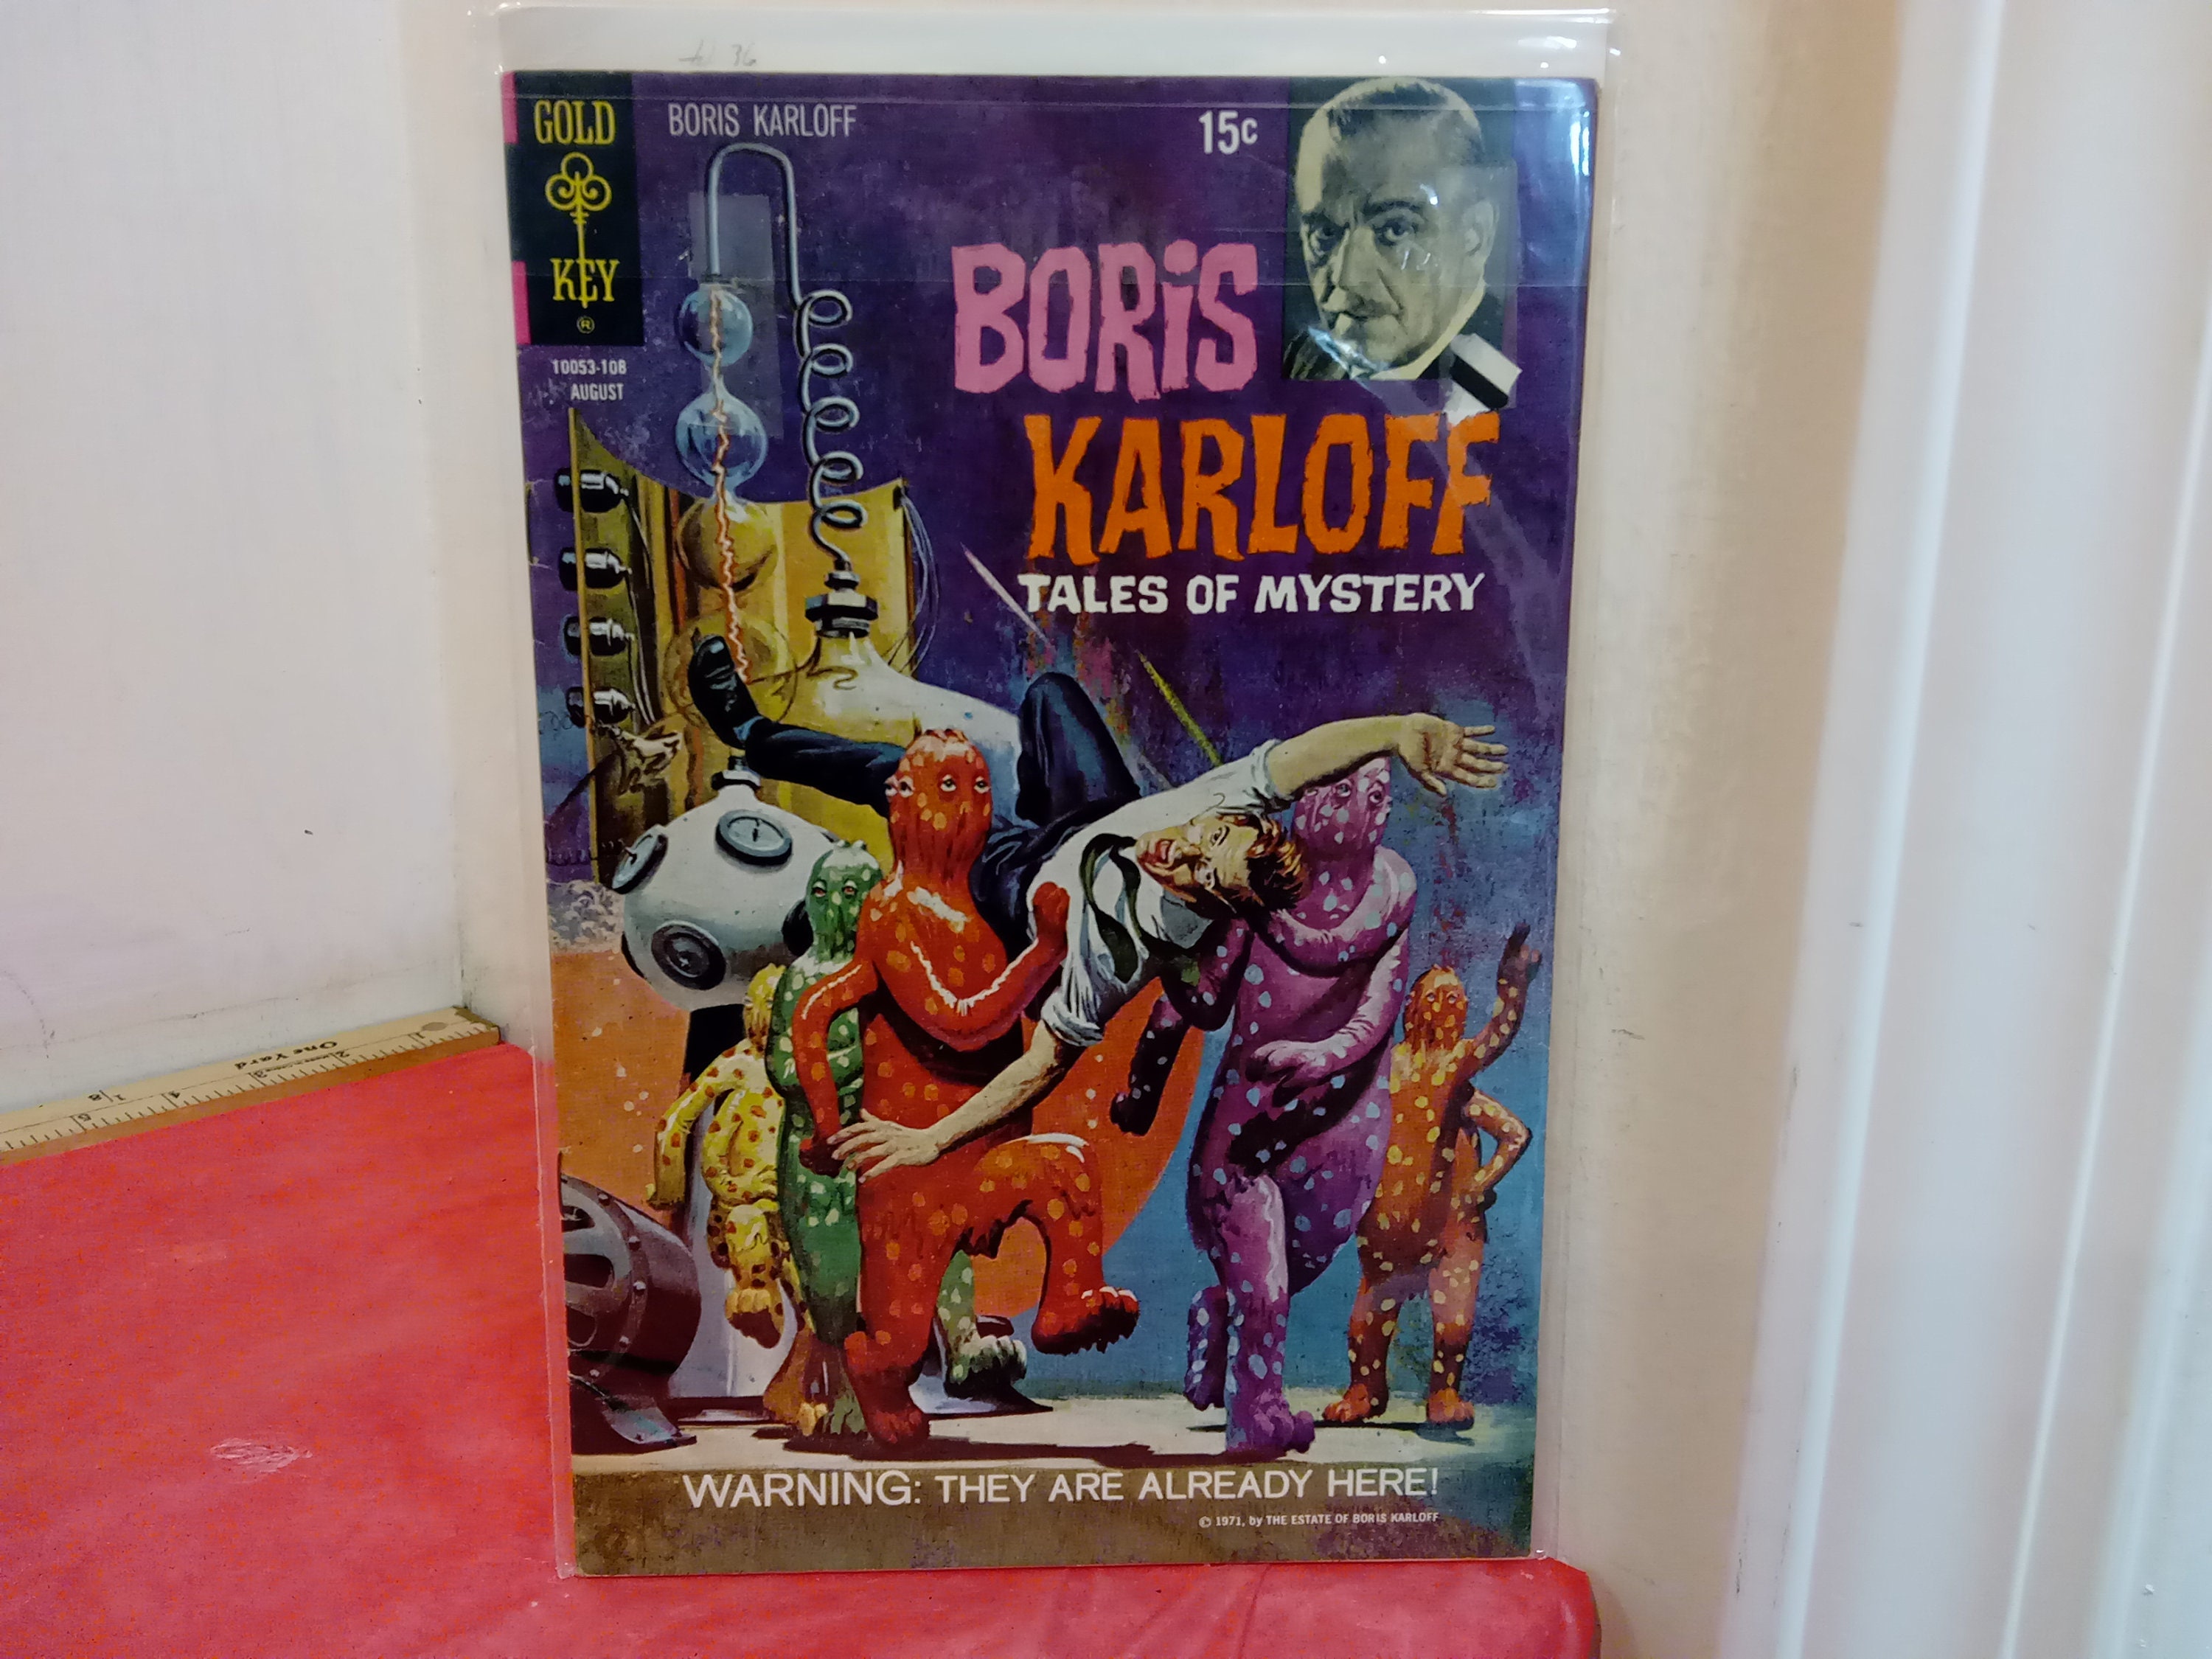 GOLD
KEY
®
BORIS KARLOFF
15c
10053-108
AUGUST
BORiS
KARLOFF
TALES OF MYSTERY
WARNING: THEY ARE ALREADY HERE!
© 1971, by THE ESTATE OF BORIS KARLOFF
36
One Yard